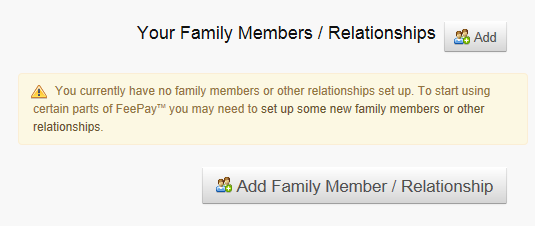 Your Family Members / Relationships Add
You currently have no family members or other relationships set up. To start using
certain parts of FeePay™ you may need to set up some new family members or other
relationships.
Add Family Member / Relationship